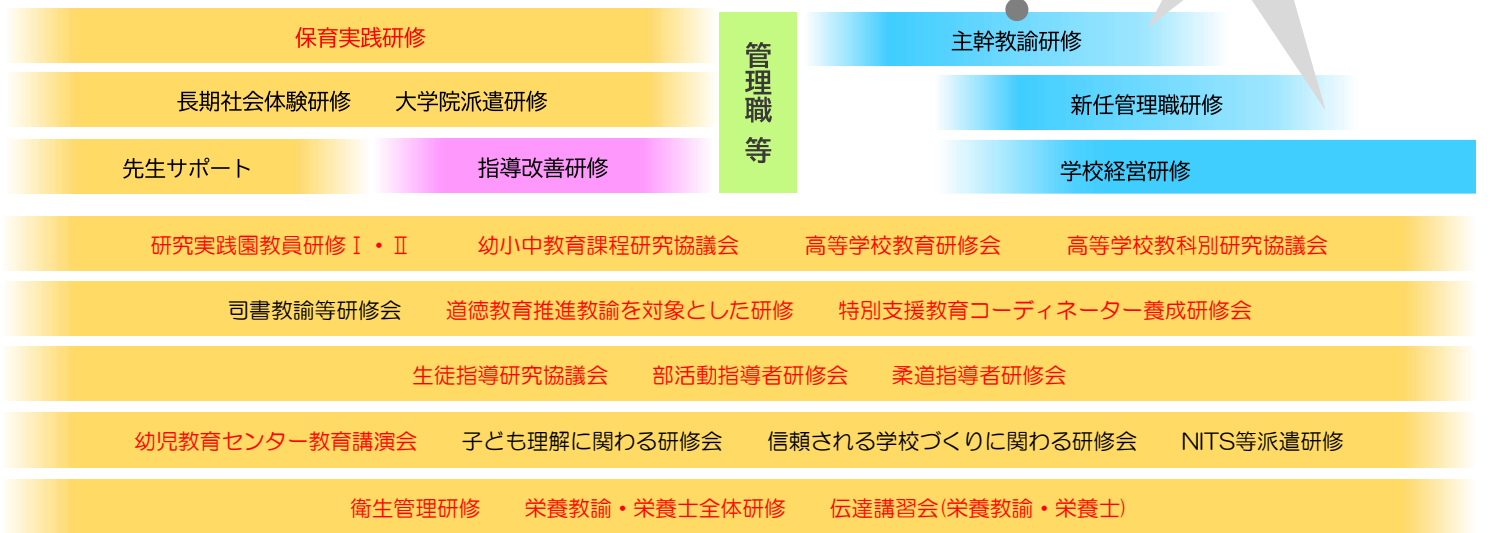 保育実践研修
長期社会体験研修 大学院派遣研修
先生サポート 指導改善研修
管理職 等
主幹教諭研修
新任管理職研修
学校経営研修
研究実践園教員研修Ⅰ・Ⅱ 幼小中教育課程研究協議会 高等学校教育研修会 高等学校教科別研究協議会
司書教諭等研修会 道徳教育推進教諭を対象とした研修 特別支援教育コーディネーター養成研修会
生徒指導研究協議会 部活動指導者研修会 柔道指導者研修会
幼児教育センター教育講演会 子ども理解に関わる研修会 信頼される学校づくりに関わる研修会 NITS等派遣研修
衛生管理研修 栄養教諭・栄養士全体研修 伝達講習会(栄養教諭・栄養士)